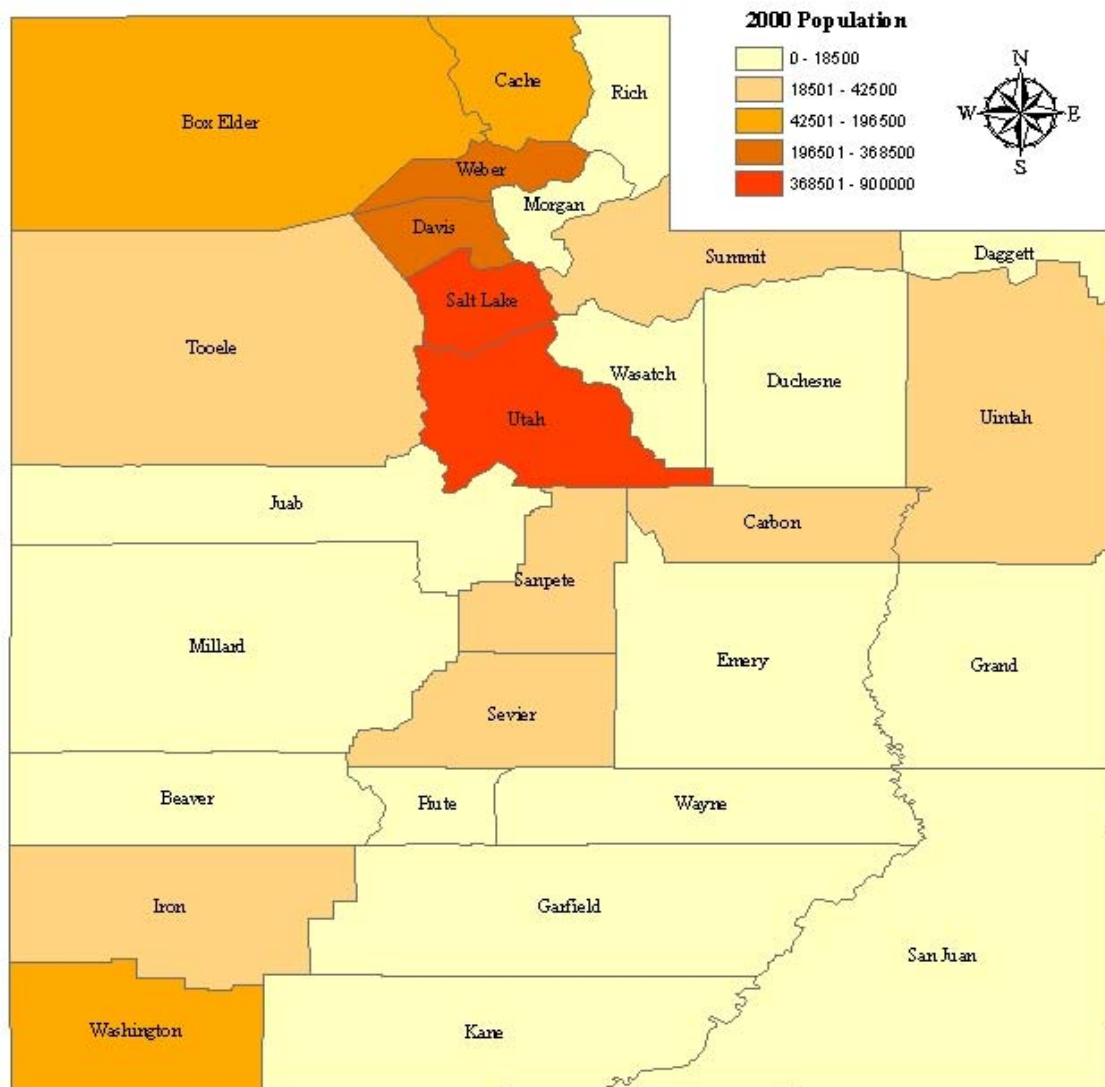 2000 Population
0 - 18500
18501 - 42500
42501 - 196500
196501 - 368500
368501 - 900000
N
W E
S
Cache
Rich
Box Elder
Weber
Morgan
Davis
Summit
Daggett
Salt Lake
Tooele
Wasatch
Duchesne
Utah
Uintah
Juab
Carbon
Sanpete
Millard
Emery
Grand
Sevier
Beaver
Piute
Wayne
Iron
Garfield
San Juan
Washington
Kane